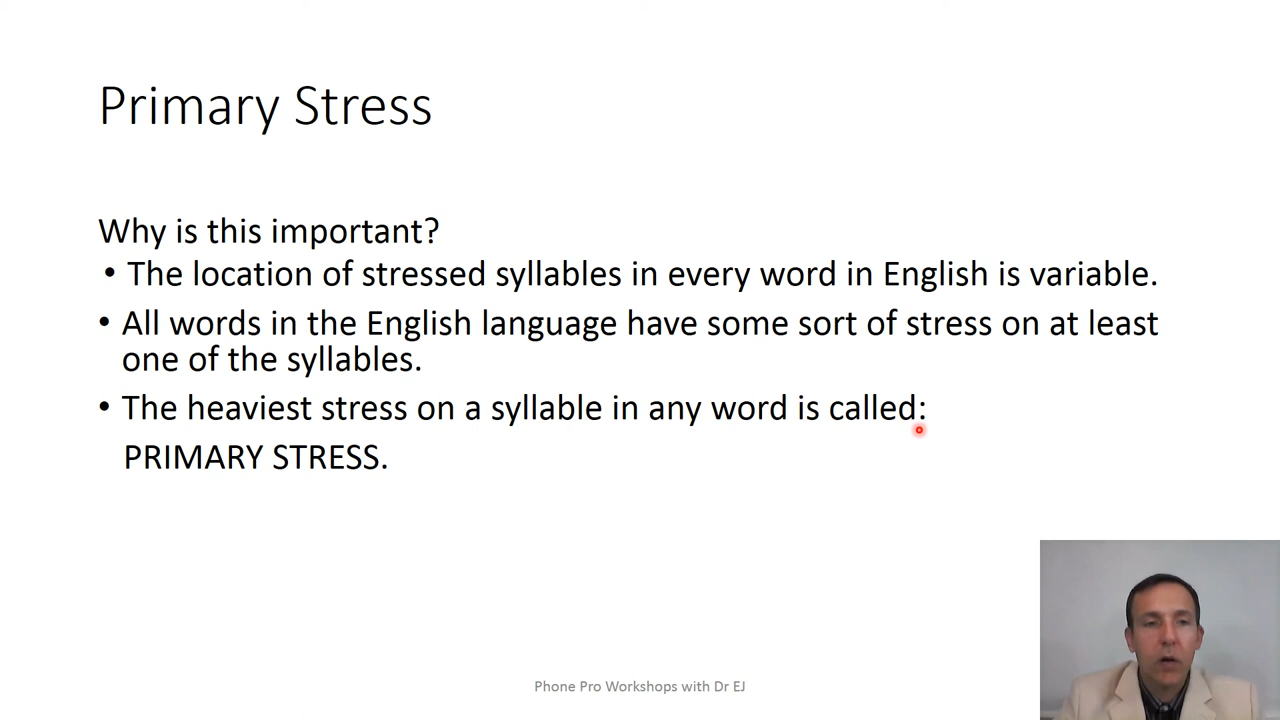 Primary Stress
Why is this important?
• The location of stressed syllables in every word in English is variable.
• All words in the English language have some sort of stress on at least
one of the syllables.
• The heaviest stress on a syllable in any word is called:
PRIMARY STRESS.
Phone Pro Workshops with Dr EJ